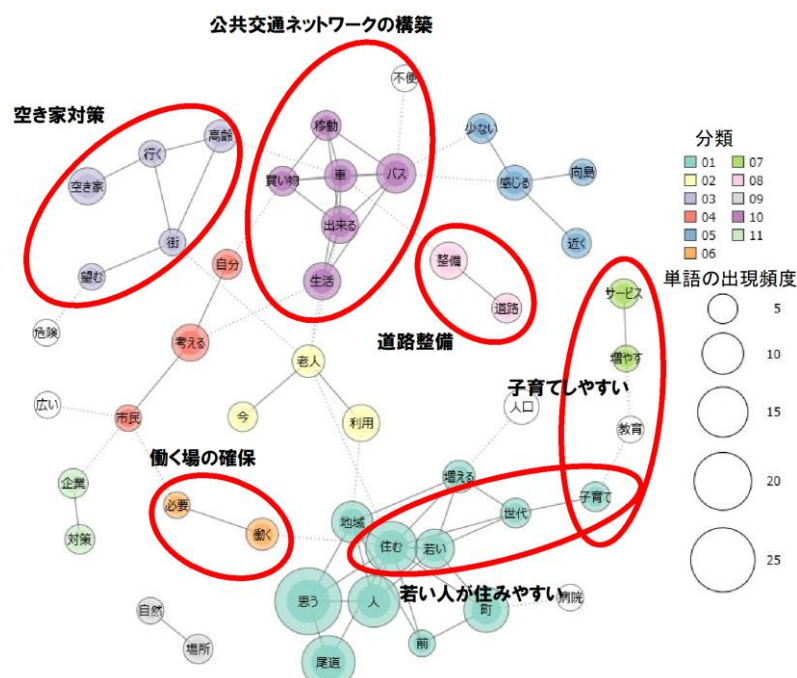 公共交通ネットワークの構築
不便
空き家対策
高齢
行く
空き家
街
望む
危険
移動
買い物
車
バス
出来る
生活
少ない
感じる
向島
近く
整備
道路
道路整備
自分
考える
市民
広い
企業
対策
老人
今
利用
サービス
増やす
教育
子育てしやすい
人口
子育て
働く場の確保
必要
働く
増える
世代
地域
住む
若い
思う
人
若い人が住みやすい
町
病院
前
尾道
自然
場所
分類
01
02
03
04
05
06
07
08
09
10
11
単語の出現頻度
5
10
15
20
25